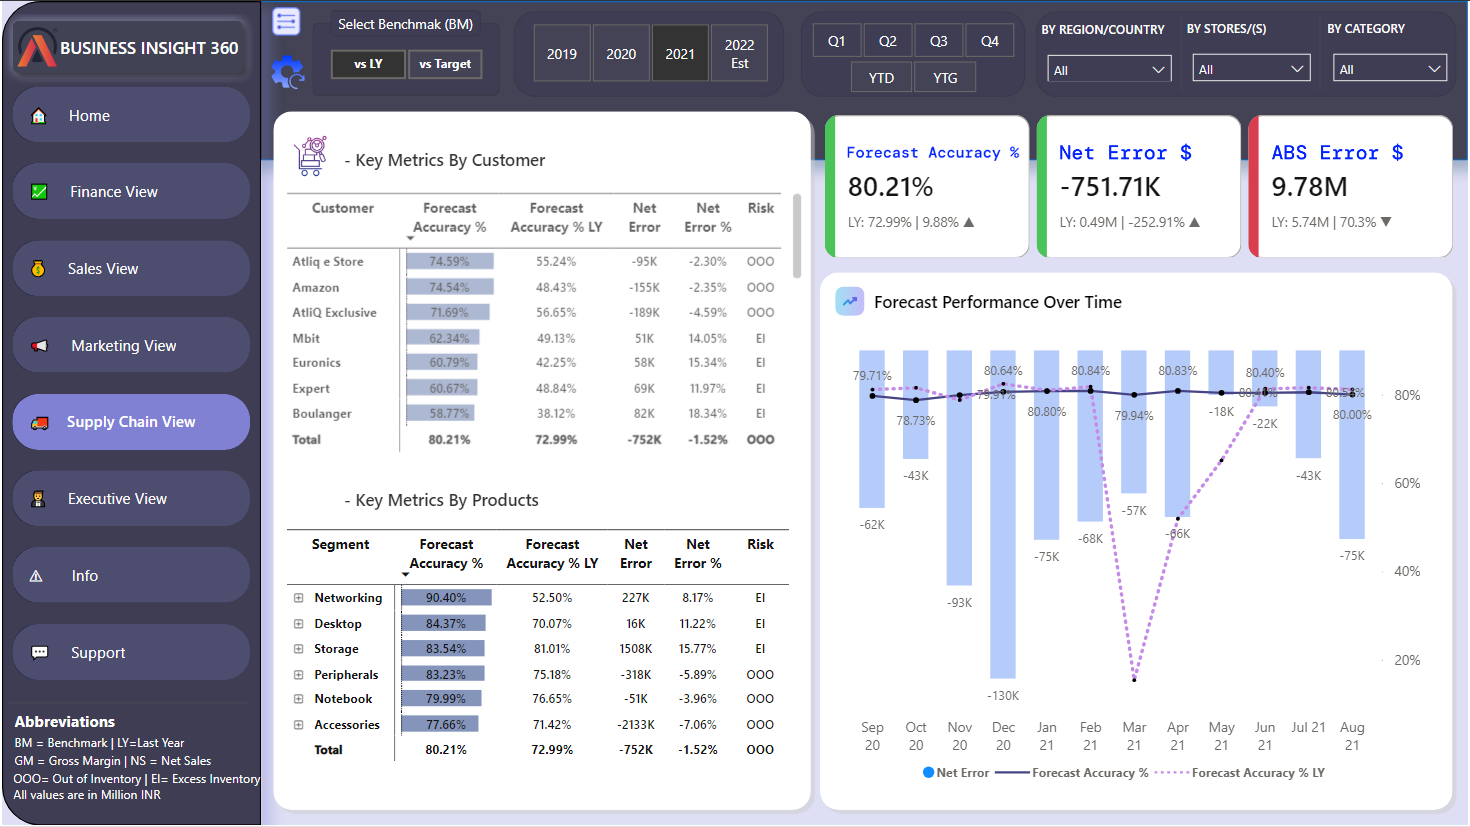 BUSINESS INSIGHT 360
Home
Finance View
Sales View
Marketing View
Supply Chain View
Executive View
Info
Support
Abbreviations
BM = Benchmark | LY=Last Year
GM = Gross Margin | NS = Net Sales
OOO= Out of Inventory | EI= Excess Inventory
All values are in Million INR
Select Benchmak (BM)
vs LY vs Target
2019 2020 2021 2022 Est
Q1 Q2 Q3 Q4
YTD YTG
BY REGION/COUNTRY BY STORES/(S) BY CATEGORY
All All All
- Key Metrics By Customer
Customer Forecast Accuracy % Forecast Accuracy % LY Net Error Net Error % Risk
Atliq e Store 74.59% 55.24% -95K -2.30% OOO
Amazon 74.54% 48.43% -155K -2.35% OOO
AtliQ Exclusive 71.69% 56.65% -189K -4.59% OOO
Mbit 62.34% 49.13% 51K 14.05% EI
Euronics 60.79% 42.25% 58K 15.34% EI
Expert 60.67% 48.84% 69K 11.97% EI
Boulanger 58.77% 38.12% 82K 18.34% EI
Total 80.21% 72.99% -752K -1.52% OOO
- Key Metrics By Products
Segment Forecast Accuracy % Forecast Accuracy % LY Net Error Net Error % Risk
Networking 90.40% 52.50% 227K 8.17% EI
Desktop 84.37% 70.07% 16K 11.22% EI
Storage 83.54% 81.01% 1508K 15.77% EI
Peripherals 83.23% 75.18% -318K -5.89% OOO
Notebook 79.99% 76.65% -51K -3.96% OOO
Accessories 77.66% 71.42% -2133K -7.06% OOO
Total 80.21% 72.99% -752K -1.52% OOO
Forecast Accuracy %
80.21%
LY: 72.99% | 9.88% ▲
Net Error $
-751.71K
LY: 0.49M | -252.91% ▲
ABS Error $
9.78M
LY: 5.74M | 70.3% ▼
Forecast Performance Over Time
79.71% 80.64% 80.84% 80.83% 80.40%
78.73% 79.91% 80.80% 79.94% 80.00%
-62K -43K -93K -130K -75K -68K -57K -66K -18K -22K -43K -75K
80%
60%
40%
20%
Sep 20 Oct 20 Nov 20 Dec 20 Jan 21 Feb 21 Mar 21 Apr 21 May 21 Jun 21 Jul 21 Aug 21
Net Error Forecast Accuracy % Forecast Accuracy % LY